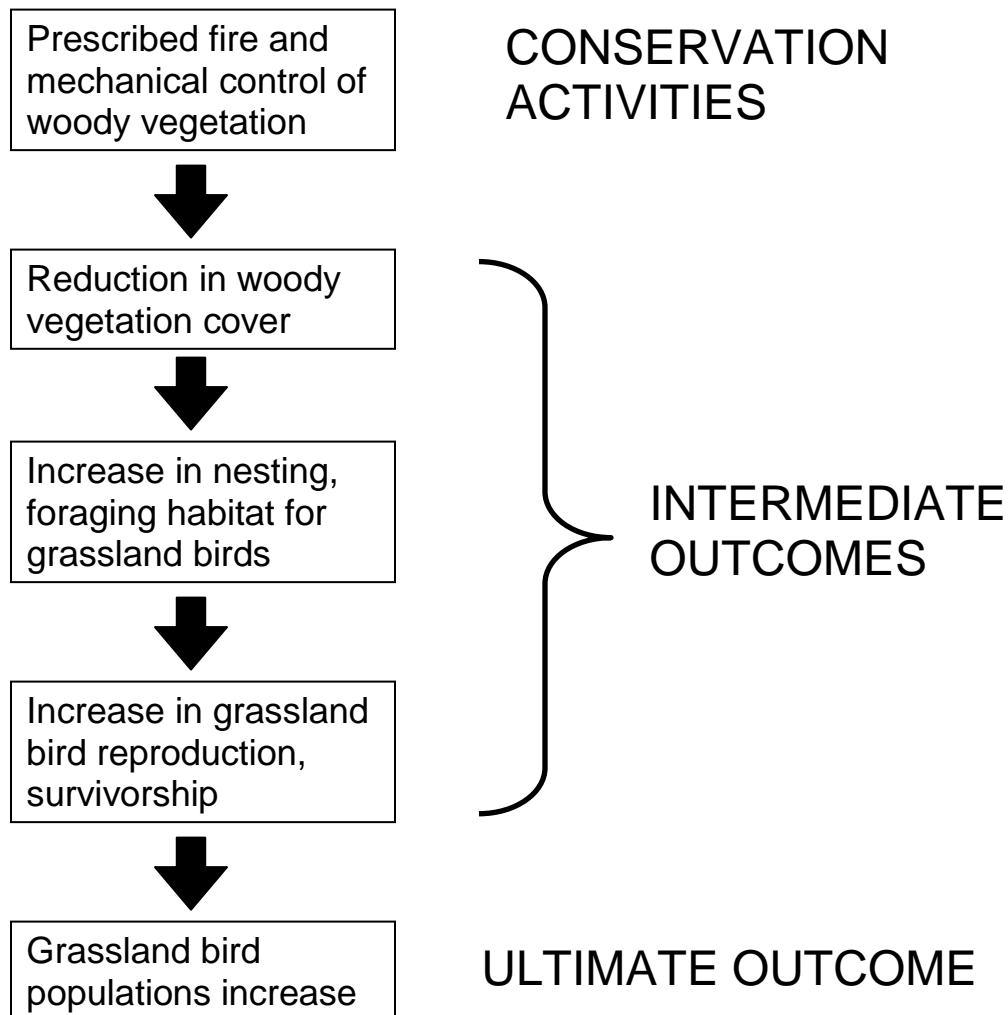 Prescribed fire and
mechanical control of
woody vegetation
CONSERVATION
ACTIVITIES
Reduction in woody
vegetation cover
Increase in nesting,
foraging habitat for
grassland birds
INTERMEDIATE
OUTCOMES
Increase in grassland
bird reproduction,
survivorship
Grassland bird
populations increase
ULTIMATE OUTCOME